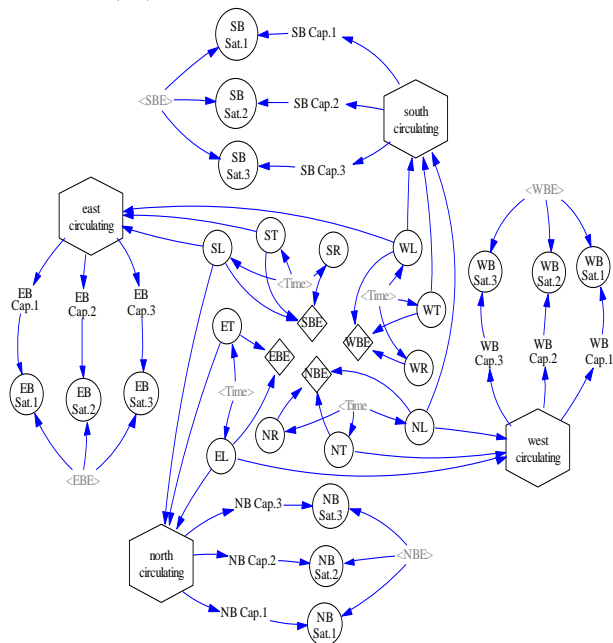 SB
Sat.1
SB Cap.1
<SBE>
SB
Sat.2
SB Cap.2
south
circulating
SB
Sat.3
SB Cap.3
<WBE>
east
circulating
SL
ST
SR
WL
WB
Sat.3
WB
Sat.2
WB
Sat.1
<Time>
<Time>
EB
Cap.1
EB
Cap.2
EB
Cap.3
SBE
WT
ET
EBE
WBE
WB
Cap.3
WB
Cap.2
WB
Cap.1
NBE
WR
EB
Sat.1
EB
Sat.2
EB
Sat.3
<Time>
<Time>
NR
NT
NL
EL
west
circulating
<EBE>
NB Cap.3
NB
Sat.3
north
circulating
NB Cap.2
NB
Sat.2
<NBE>
NB Cap.1
NB
Sat.1